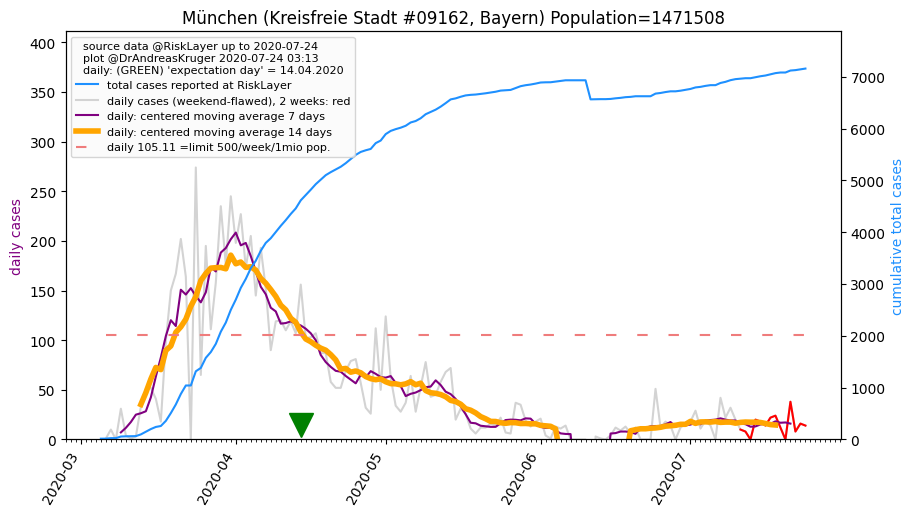 München (Kreisfreie Stadt #09162, Bayern) Population=1471508
source data @RiskLayer up to 2020-07-24
plot @DrAndreasKruger 2020-07-24 03:13
daily: (GREEN) 'expectation day' = 14.04.2020
total cases reported at RiskLayer
daily cases (weekend-flawed), 2 weeks: red
daily: centered moving average 7 days
daily: centered moving average 14 days
daily 105.11 =limit 500/week/1mio pop.
daily cases
400
350
300
250
200
150
100
50
0
cumulative total cases
7000
6000
5000
4000
3000
2000
1000
0
2020-03
2020-04
2020-05
2020-06
2020-07